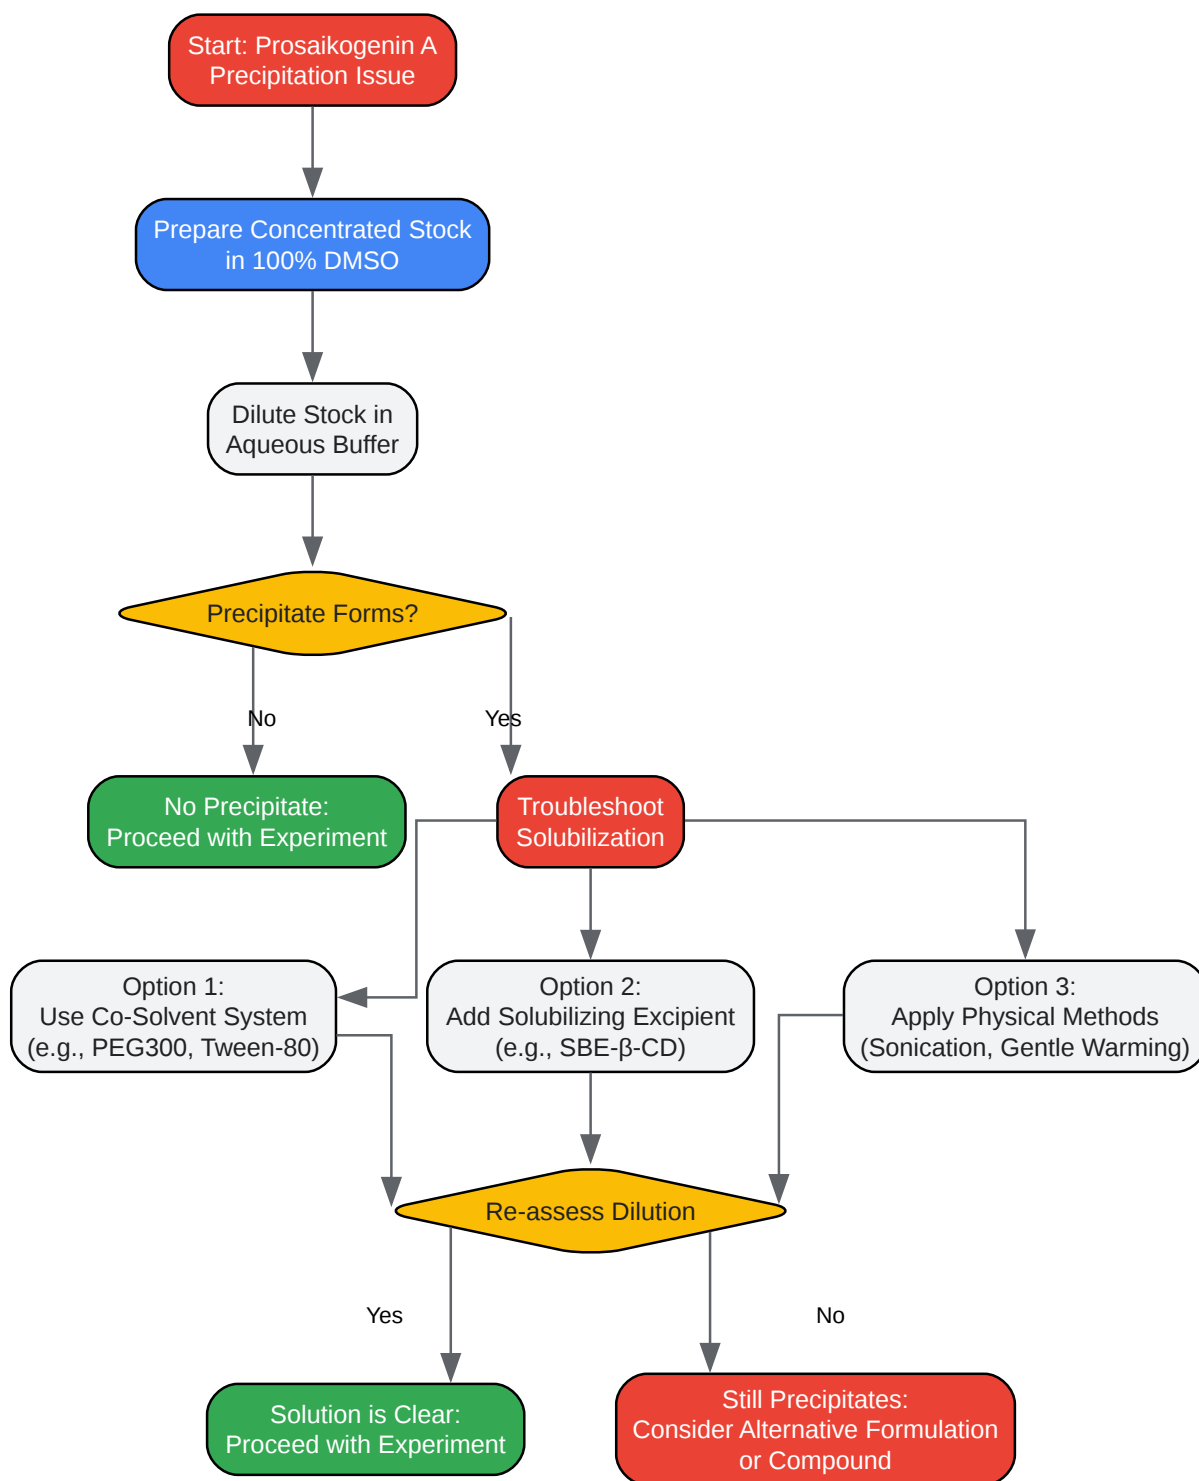 Start: Prosaikogenin A
Precipitation Issue
Prepare Concentrated Stock
in 100% DMSO
Dilute Stock in
Aqueous Buffer
Precipitate Forms?
No
Yes
No Precipitate:
Proceed with Experiment
Troubleshoot
Solubilization
Option 1:
Use Co-Solvent System
(e.g., PEG300, Tween-80)
Option 2:
Add Solubilizing Excipient
(e.g., SBE-β-CD)
Option 3:
Apply Physical Methods
(Sonication, Gentle Warming)
Re-assess Dilution
Yes
No
Solution is Clear:
Proceed with Experiment
Still Precipitates:
Consider Alternative Formulation
or Compound